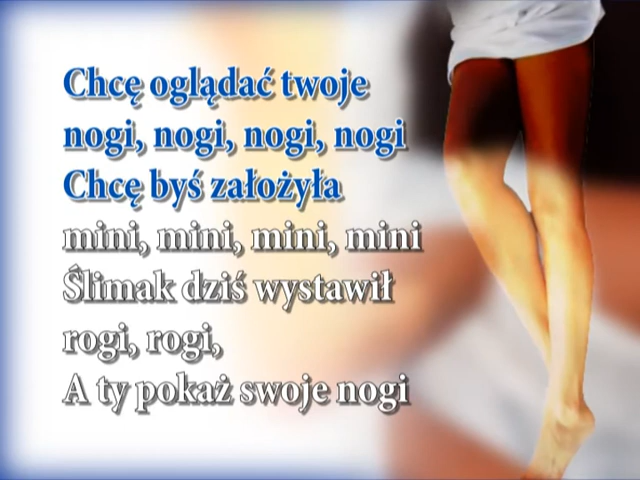 Chcę oglądać twoje
nogi, nogi, nogi, nogi
Chcę byś założyła
mini, mini, mini, mini
Ślimak dziś wystawił
rogi, rogi,
A ty pokaż swoje nogi